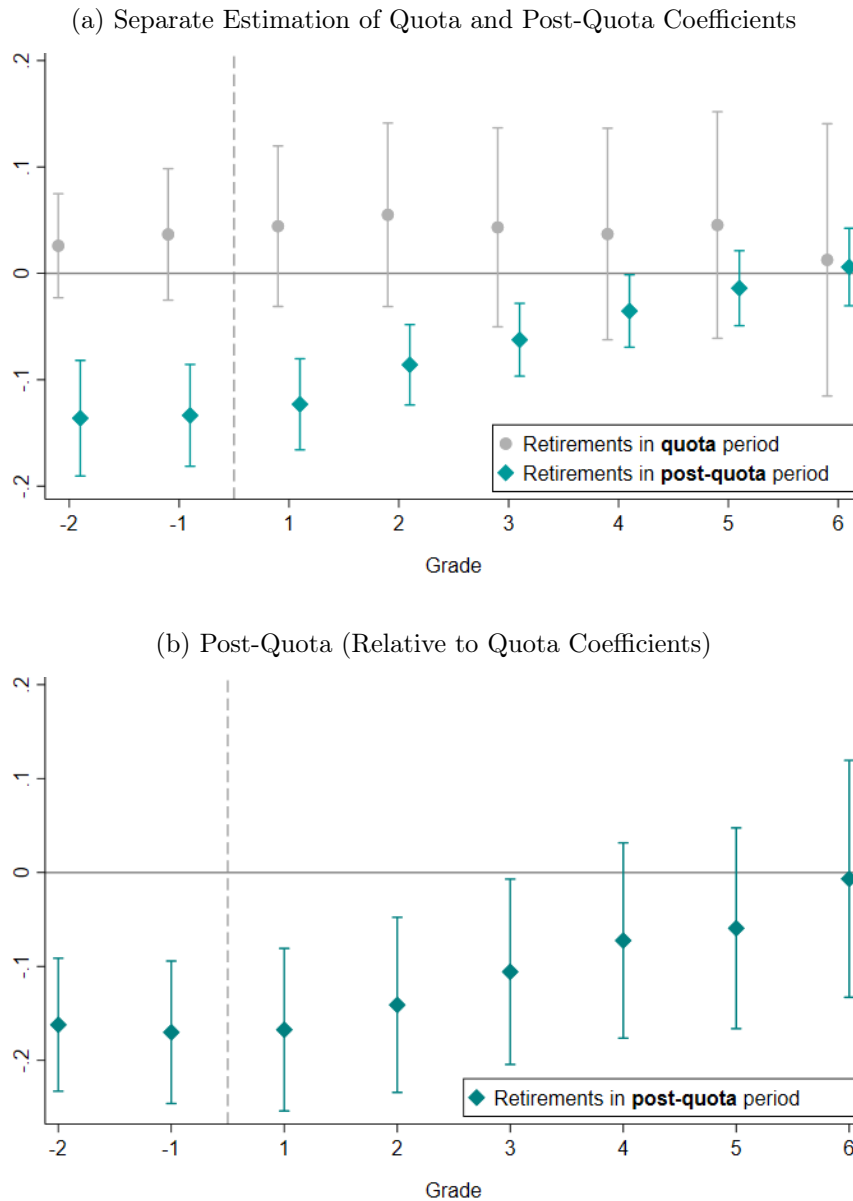 (a) Separate Estimation of Quota and Post-Quota Coefficients
.2
.1
0
-.1
-.2
Retirements in quota period
Retirements in post-quota period
-2 -1 1 2 3 4 5 6
Grade
(b) Post-Quota (Relative to Quota Coefficients)
.2
.1
0
-.1
-.2
Retirements in post-quota period
-2 -1 1 2 3 4 5 6
Grade